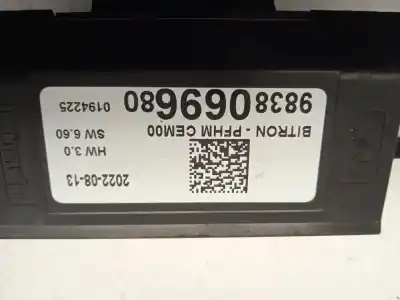 9838069680
BITRON - PFHM CEM00
0194225
SW 6.60
HW 3.0
2022-08-13